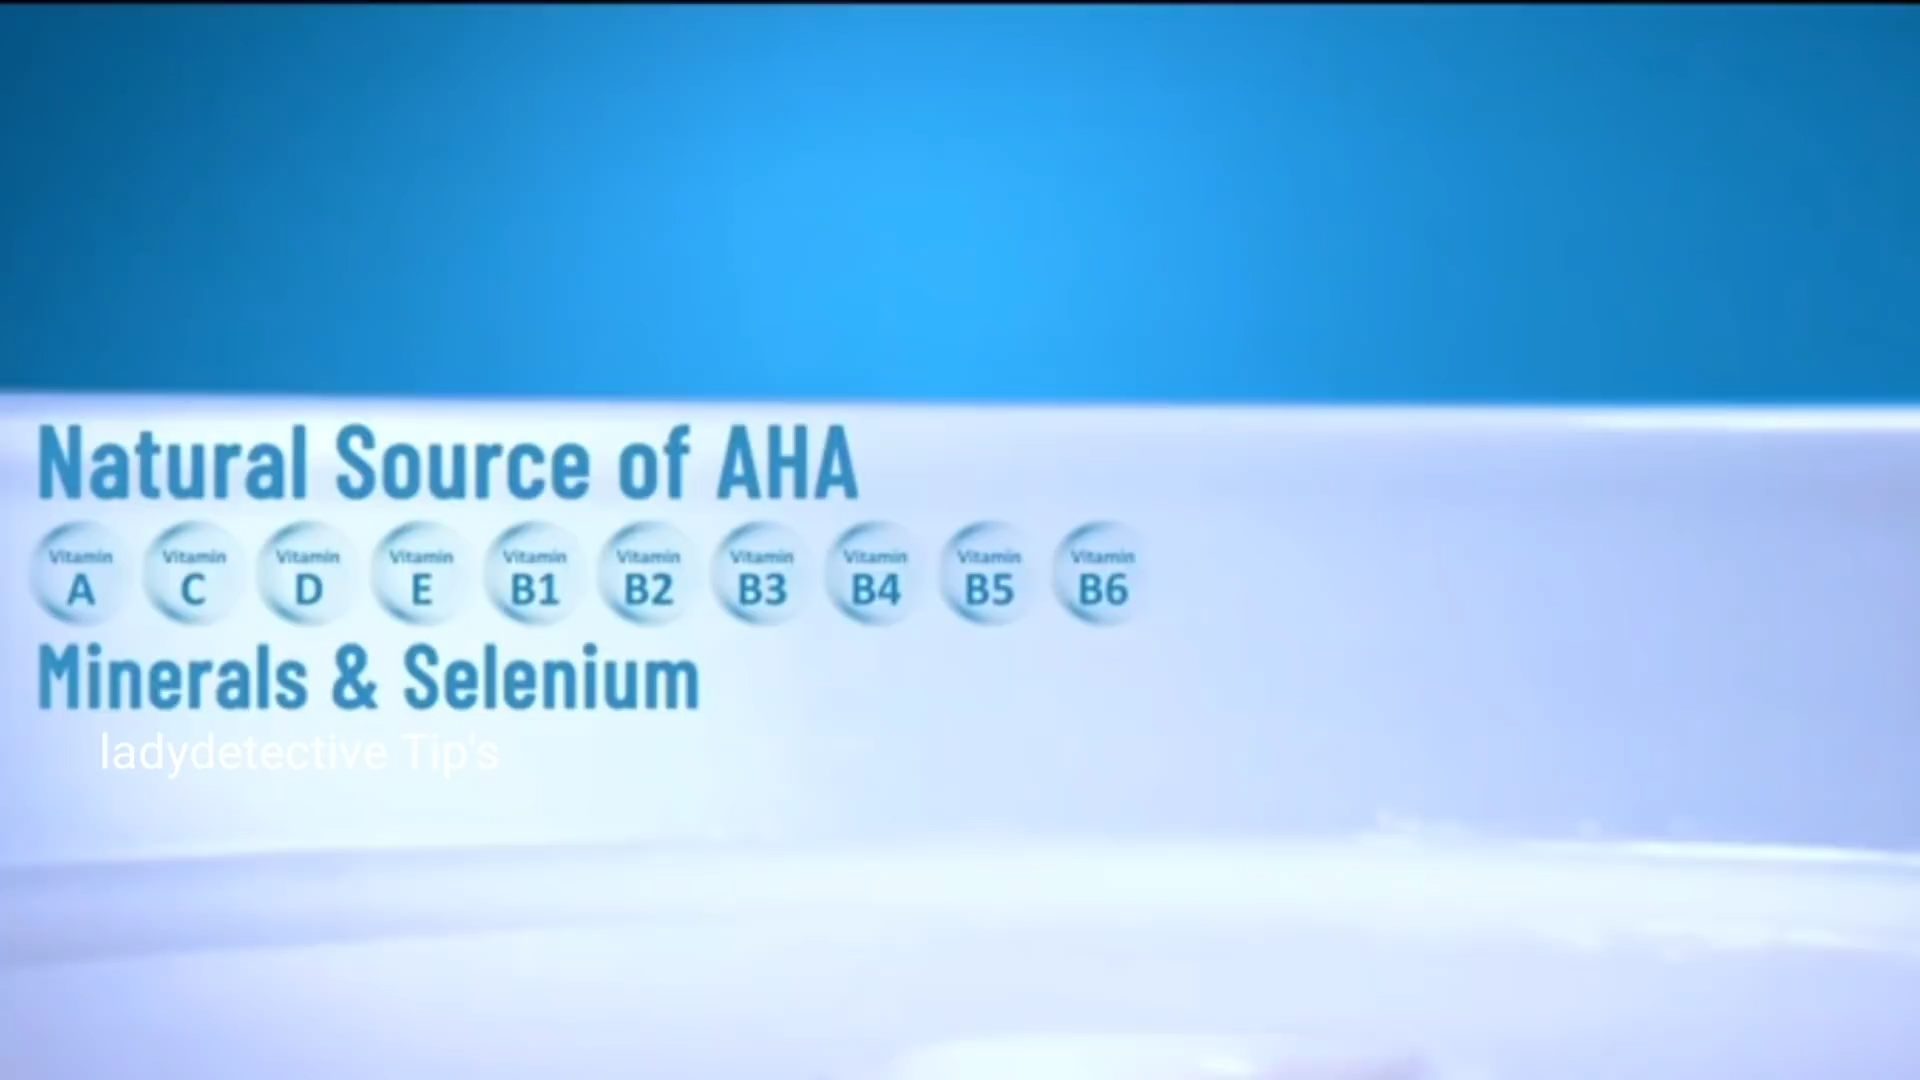 Natural Source of AHA
Vitamin A Vitamin C Vitamin D Vitamin E Vitamin B1 Vitamin B2 Vitamin B3 Vitamin B4 Vitamin B5 Vitamin B6
Minerals & Selenium
ladydetective Tip's